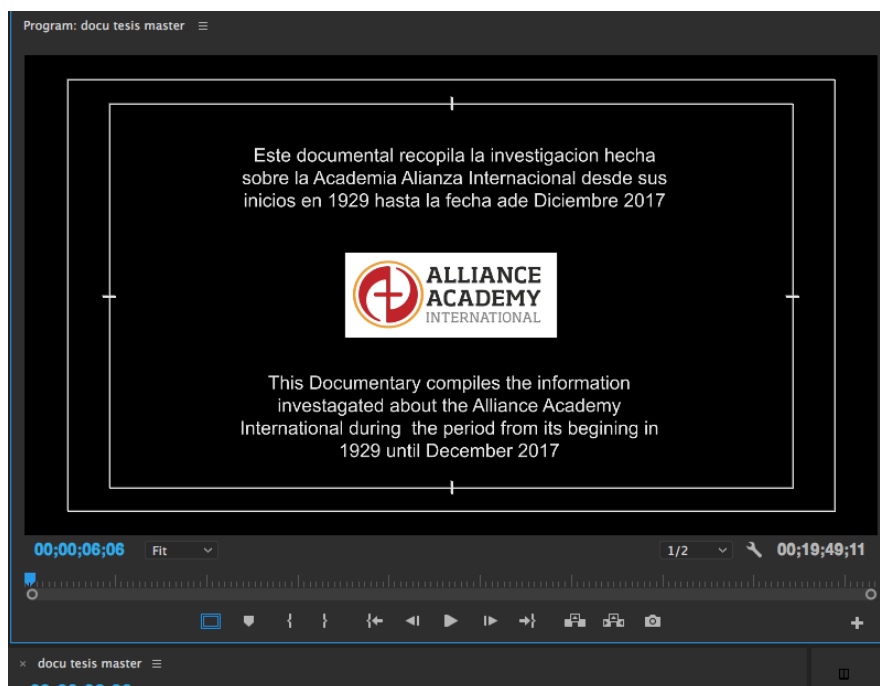 Program: docu tesis master
Este documental recopila la investigacion hecha
sobre la Academia Alianza Internacional desde sus
inicios en 1929 hasta la fecha ade Diciembre 2017
ALLIANCE
ACADEMY
INTERNATIONAL
This Documentary compiles the information
investagated about the Alliance Academy
International during  the period from its begining in
1929 until December 2017
00;00;06;06 Fit 1/2 00;19;49;11
× docu tesis master